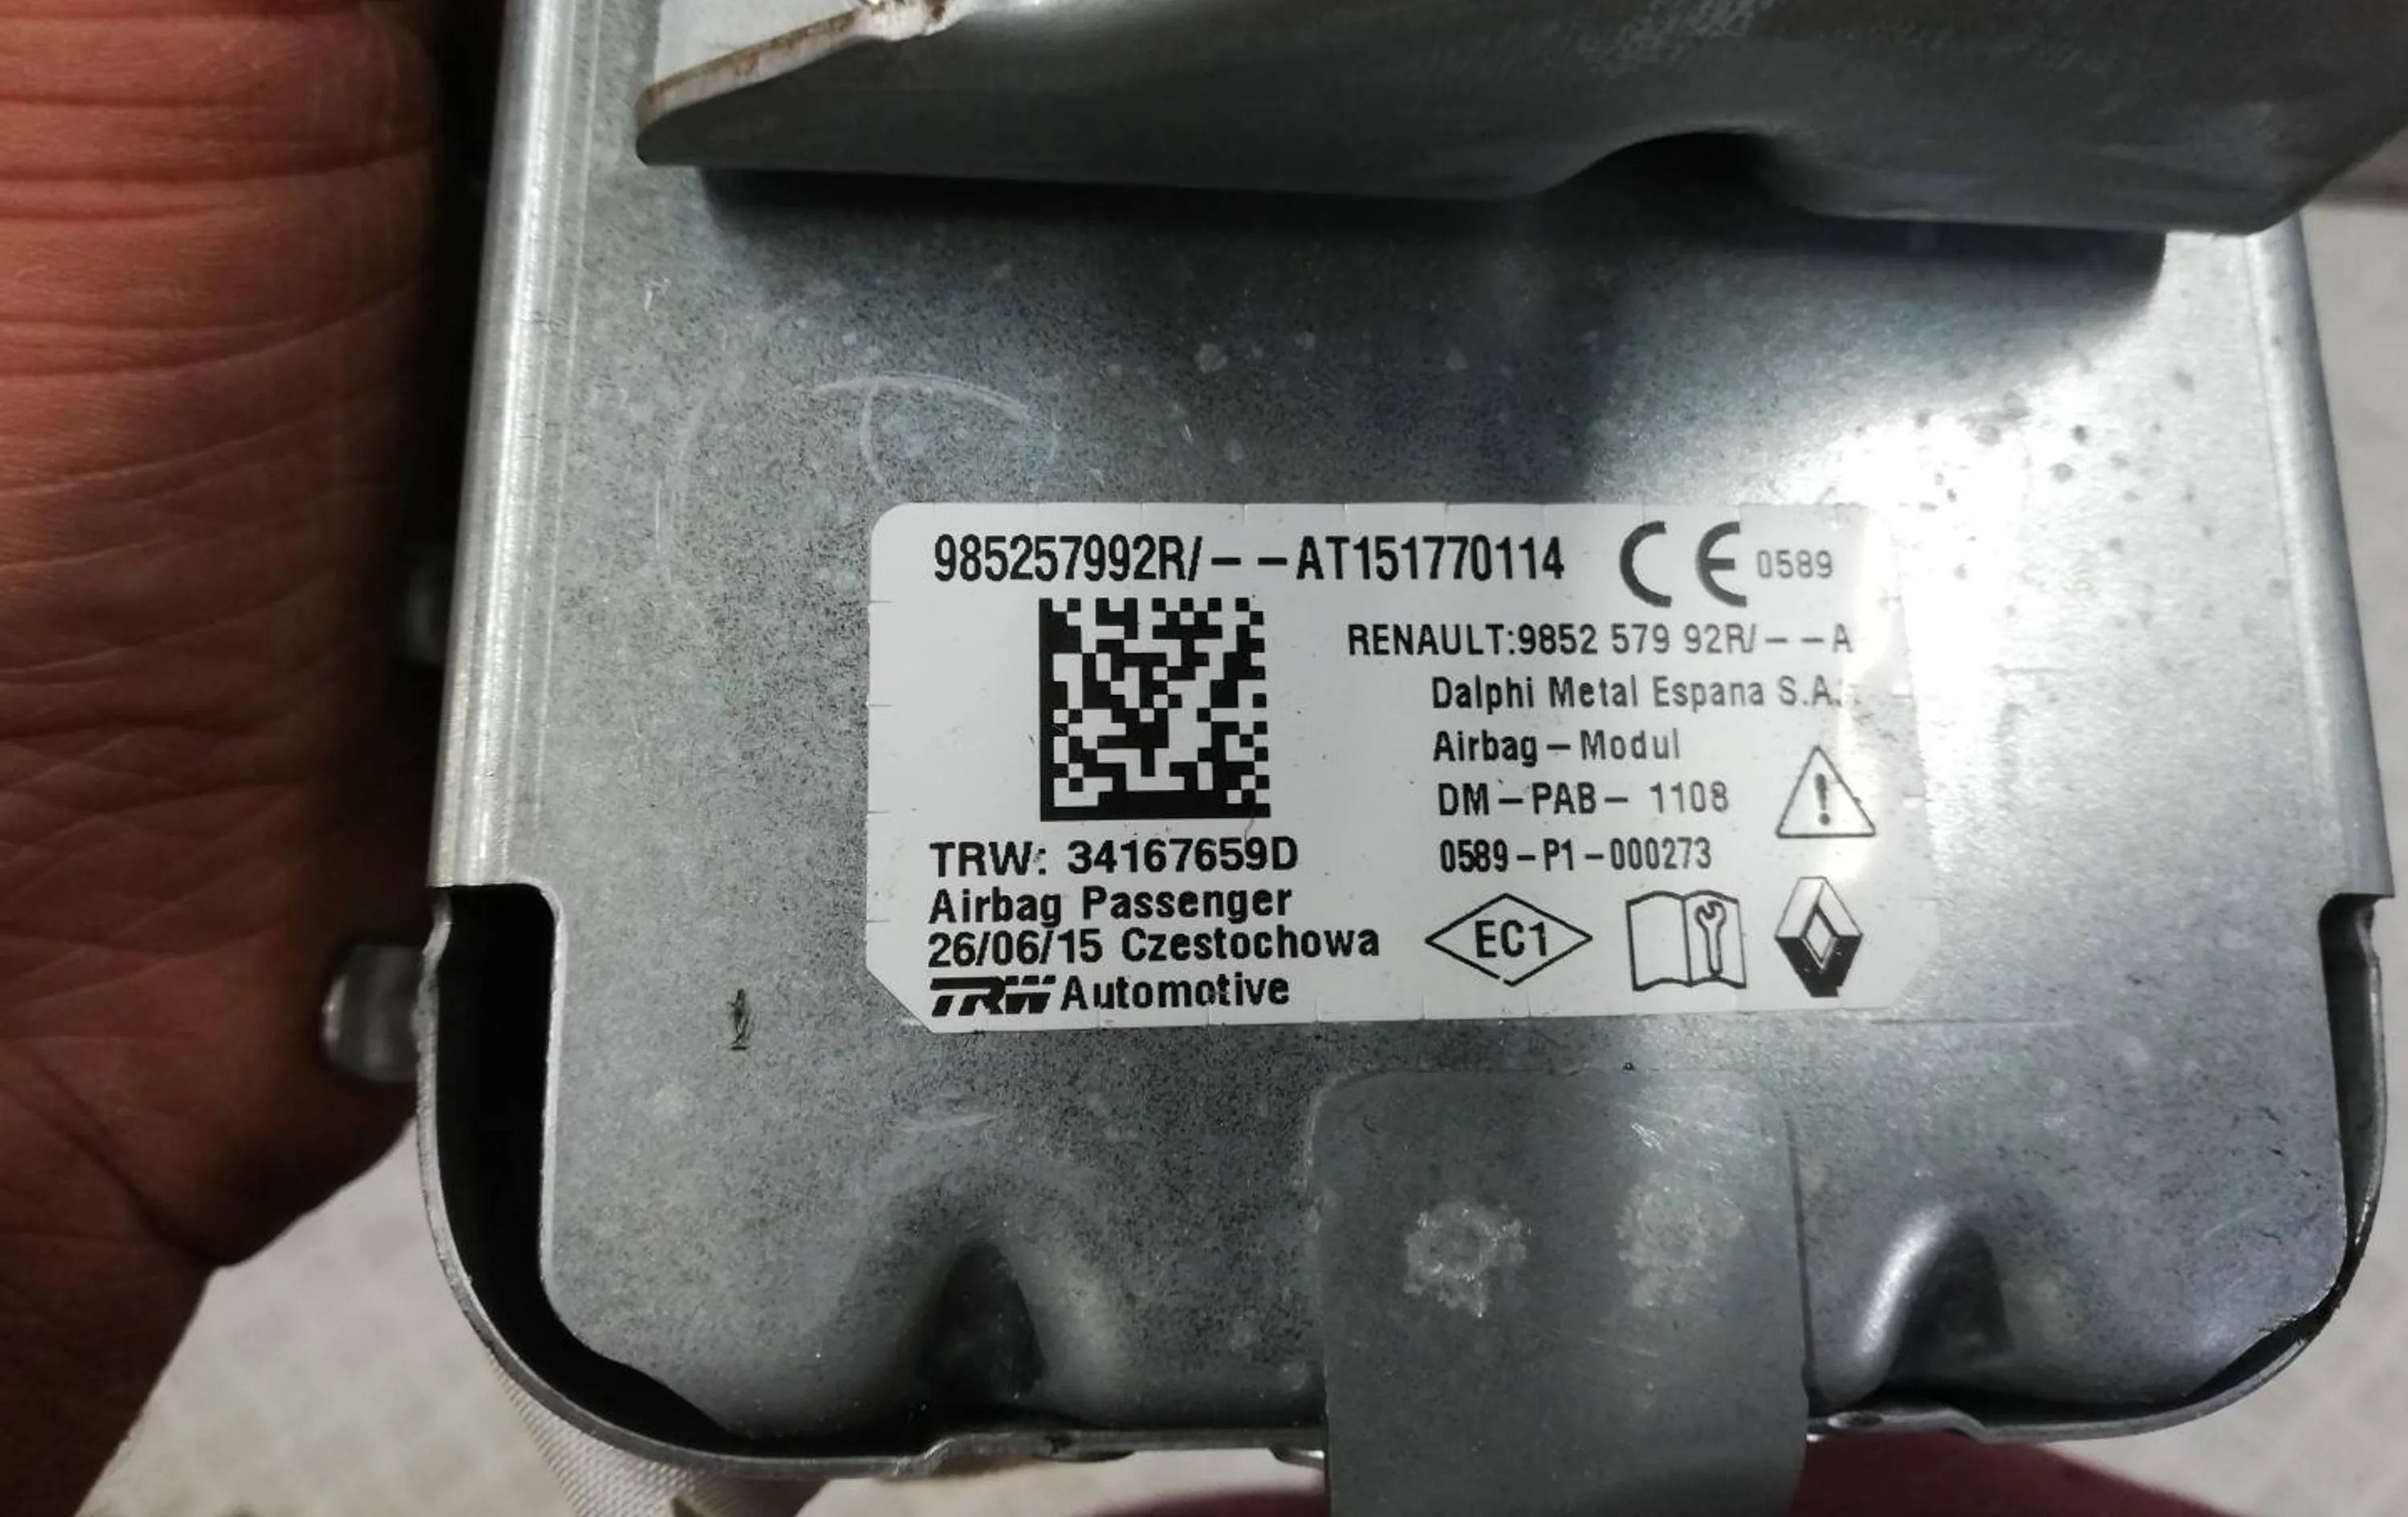 985257992R/– –AT151770114 CE 0589
RENAULT:9852 579 92R/– –A
Dalphi Metal Espana S.A.
Airbag – Modul
DM – PAB – 1108
0589 – P1 – 000273
TRW: 34167659D
Airbag Passenger
26/06/15 Czestochowa
TRW Automotive
EC1